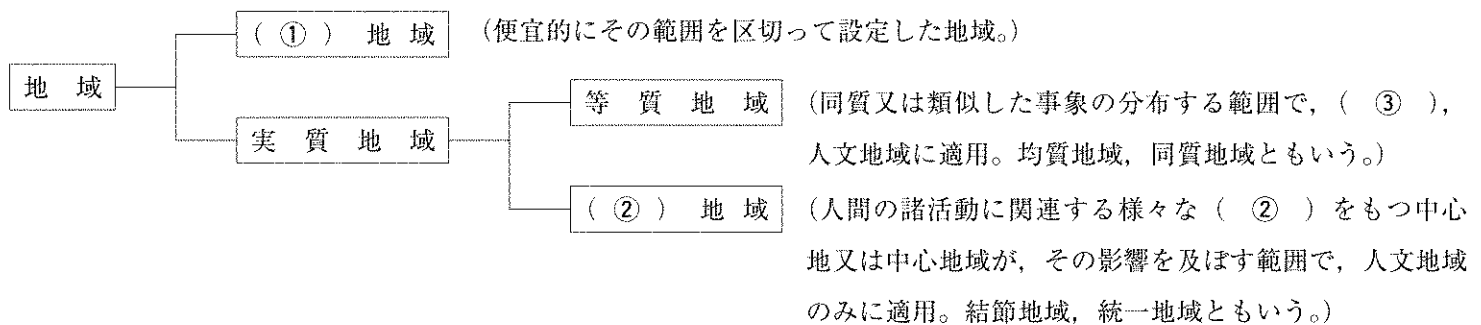 ( ① ) 地 域 (便宜的にその範囲を区切って設定した地域。)
地 域
等 質 地 域 (同質又は類似した事象の分布する範囲で，( ③ )，
実 質 地 域 人文地域に適用。均質地域，同質地域ともいう。)
( ② ) 地 域 (人間の諸活動に関連する様々な ( ② ) をもつ中心
地又は中心地域が，その影響を及ぼす範囲で，人文地域
のみに適用。結節地域，統一地域ともいう。)